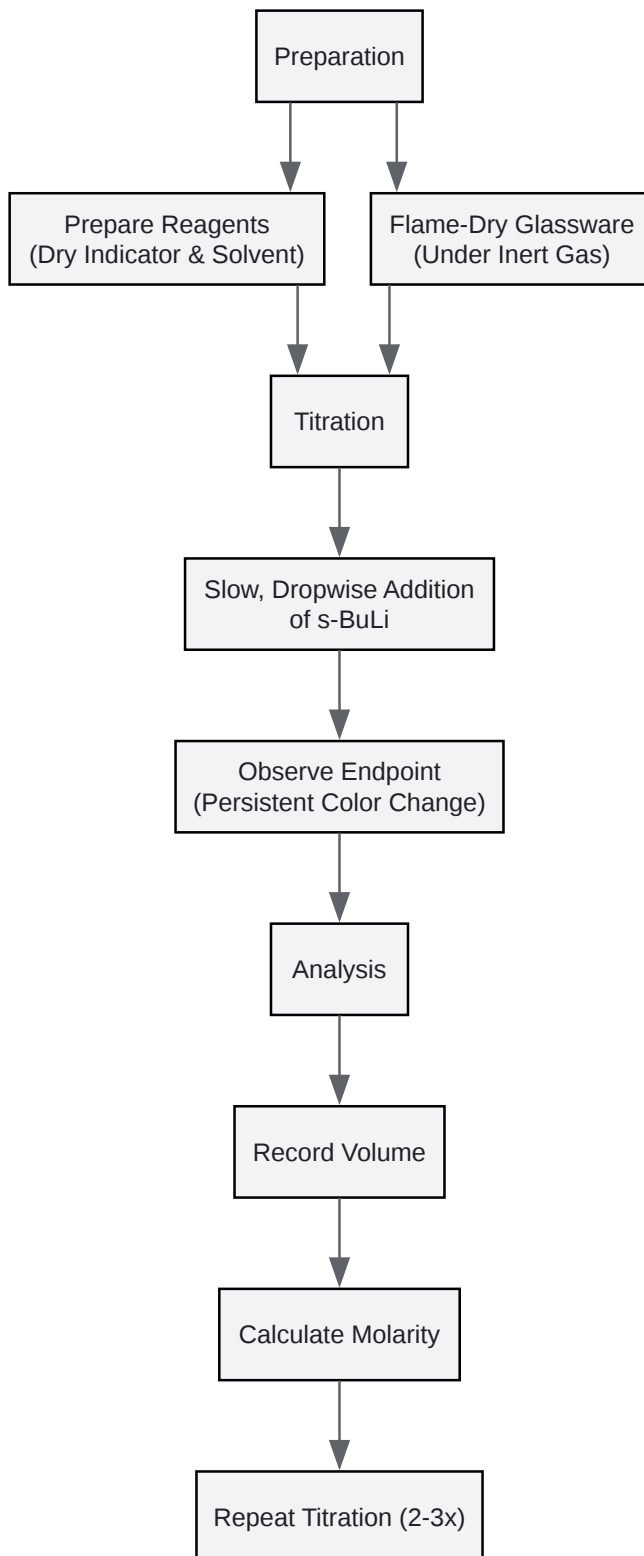 Preparation
Prepare Reagents
(Dry Indicator & Solvent)
Flame-Dry Glassware
(Under Inert Gas)
Titration
Slow, Dropwise Addition
of s-BuLi
Observe Endpoint
(Persistent Color Change)
Analysis
Record Volume
Calculate Molarity
Repeat Titration (2-3x)